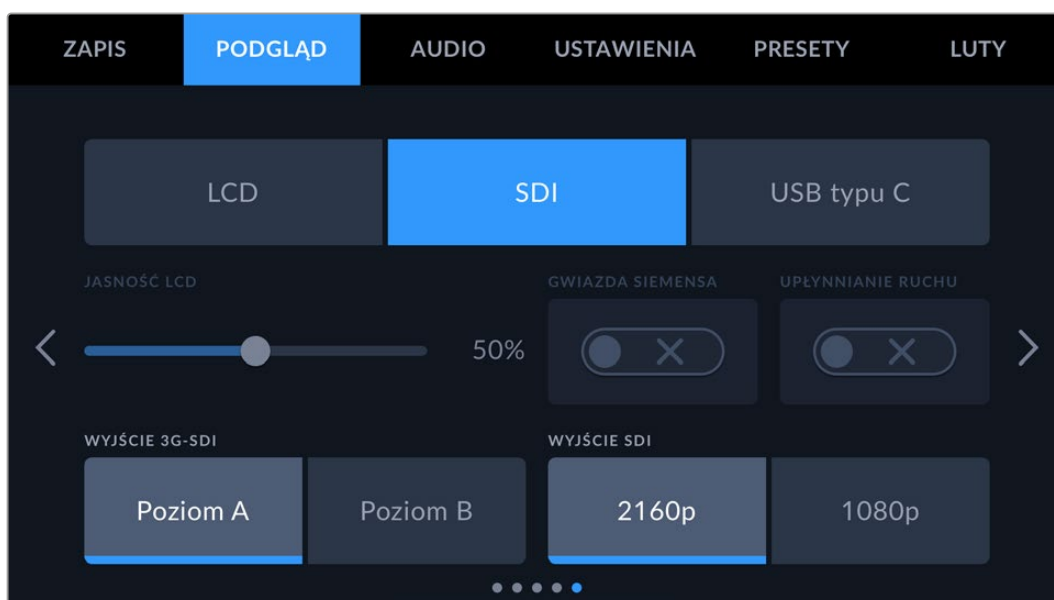 ZAPIS PODGLĄD AUDIO USTAWIENIA PRESETY LUTY
LCD SDI USB typu C
JASNOŚĆ LCD GWIAZDA SIEMENSA UPŁYNNIANIE RUCHU
50%
WYJŚCIE 3G-SDI WYJŚCIE SDI
Poziom A Poziom B 2160p 1080p